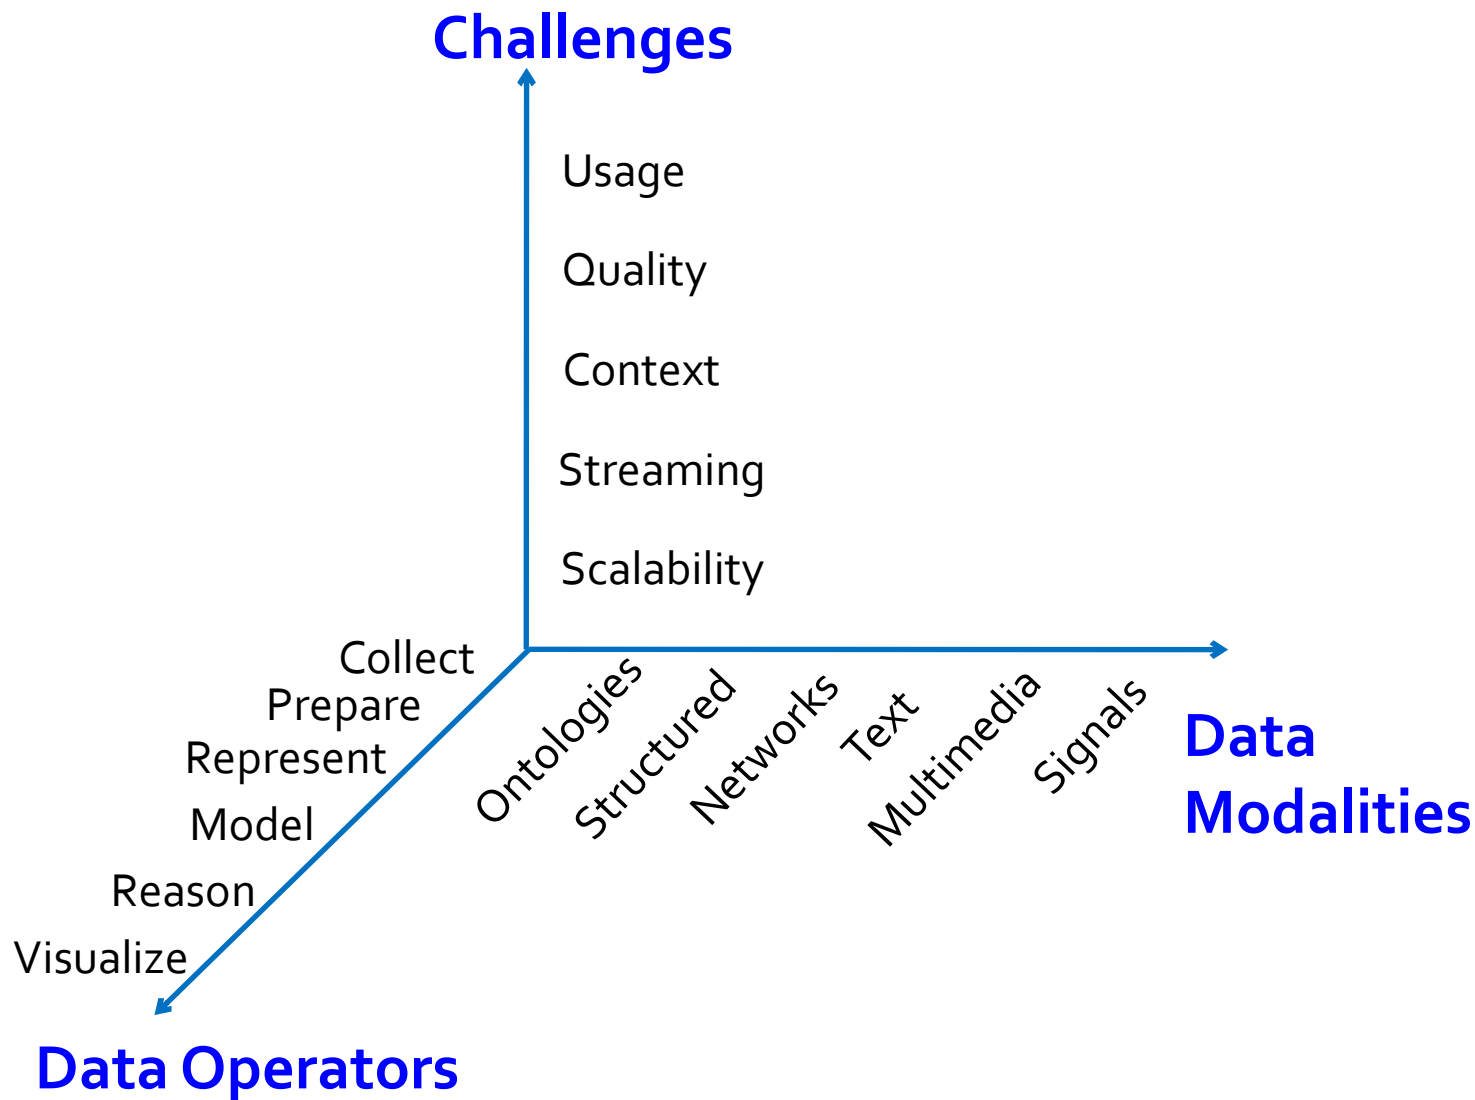 Challenges
Usage
Quality
Context
Streaming
Scalability
Collect
Prepare
Represent
Model
Reason
Visualize
Data Operators
Ontologies
Structured
Networks
Text
Multimedia
Signals
Data
Modalities